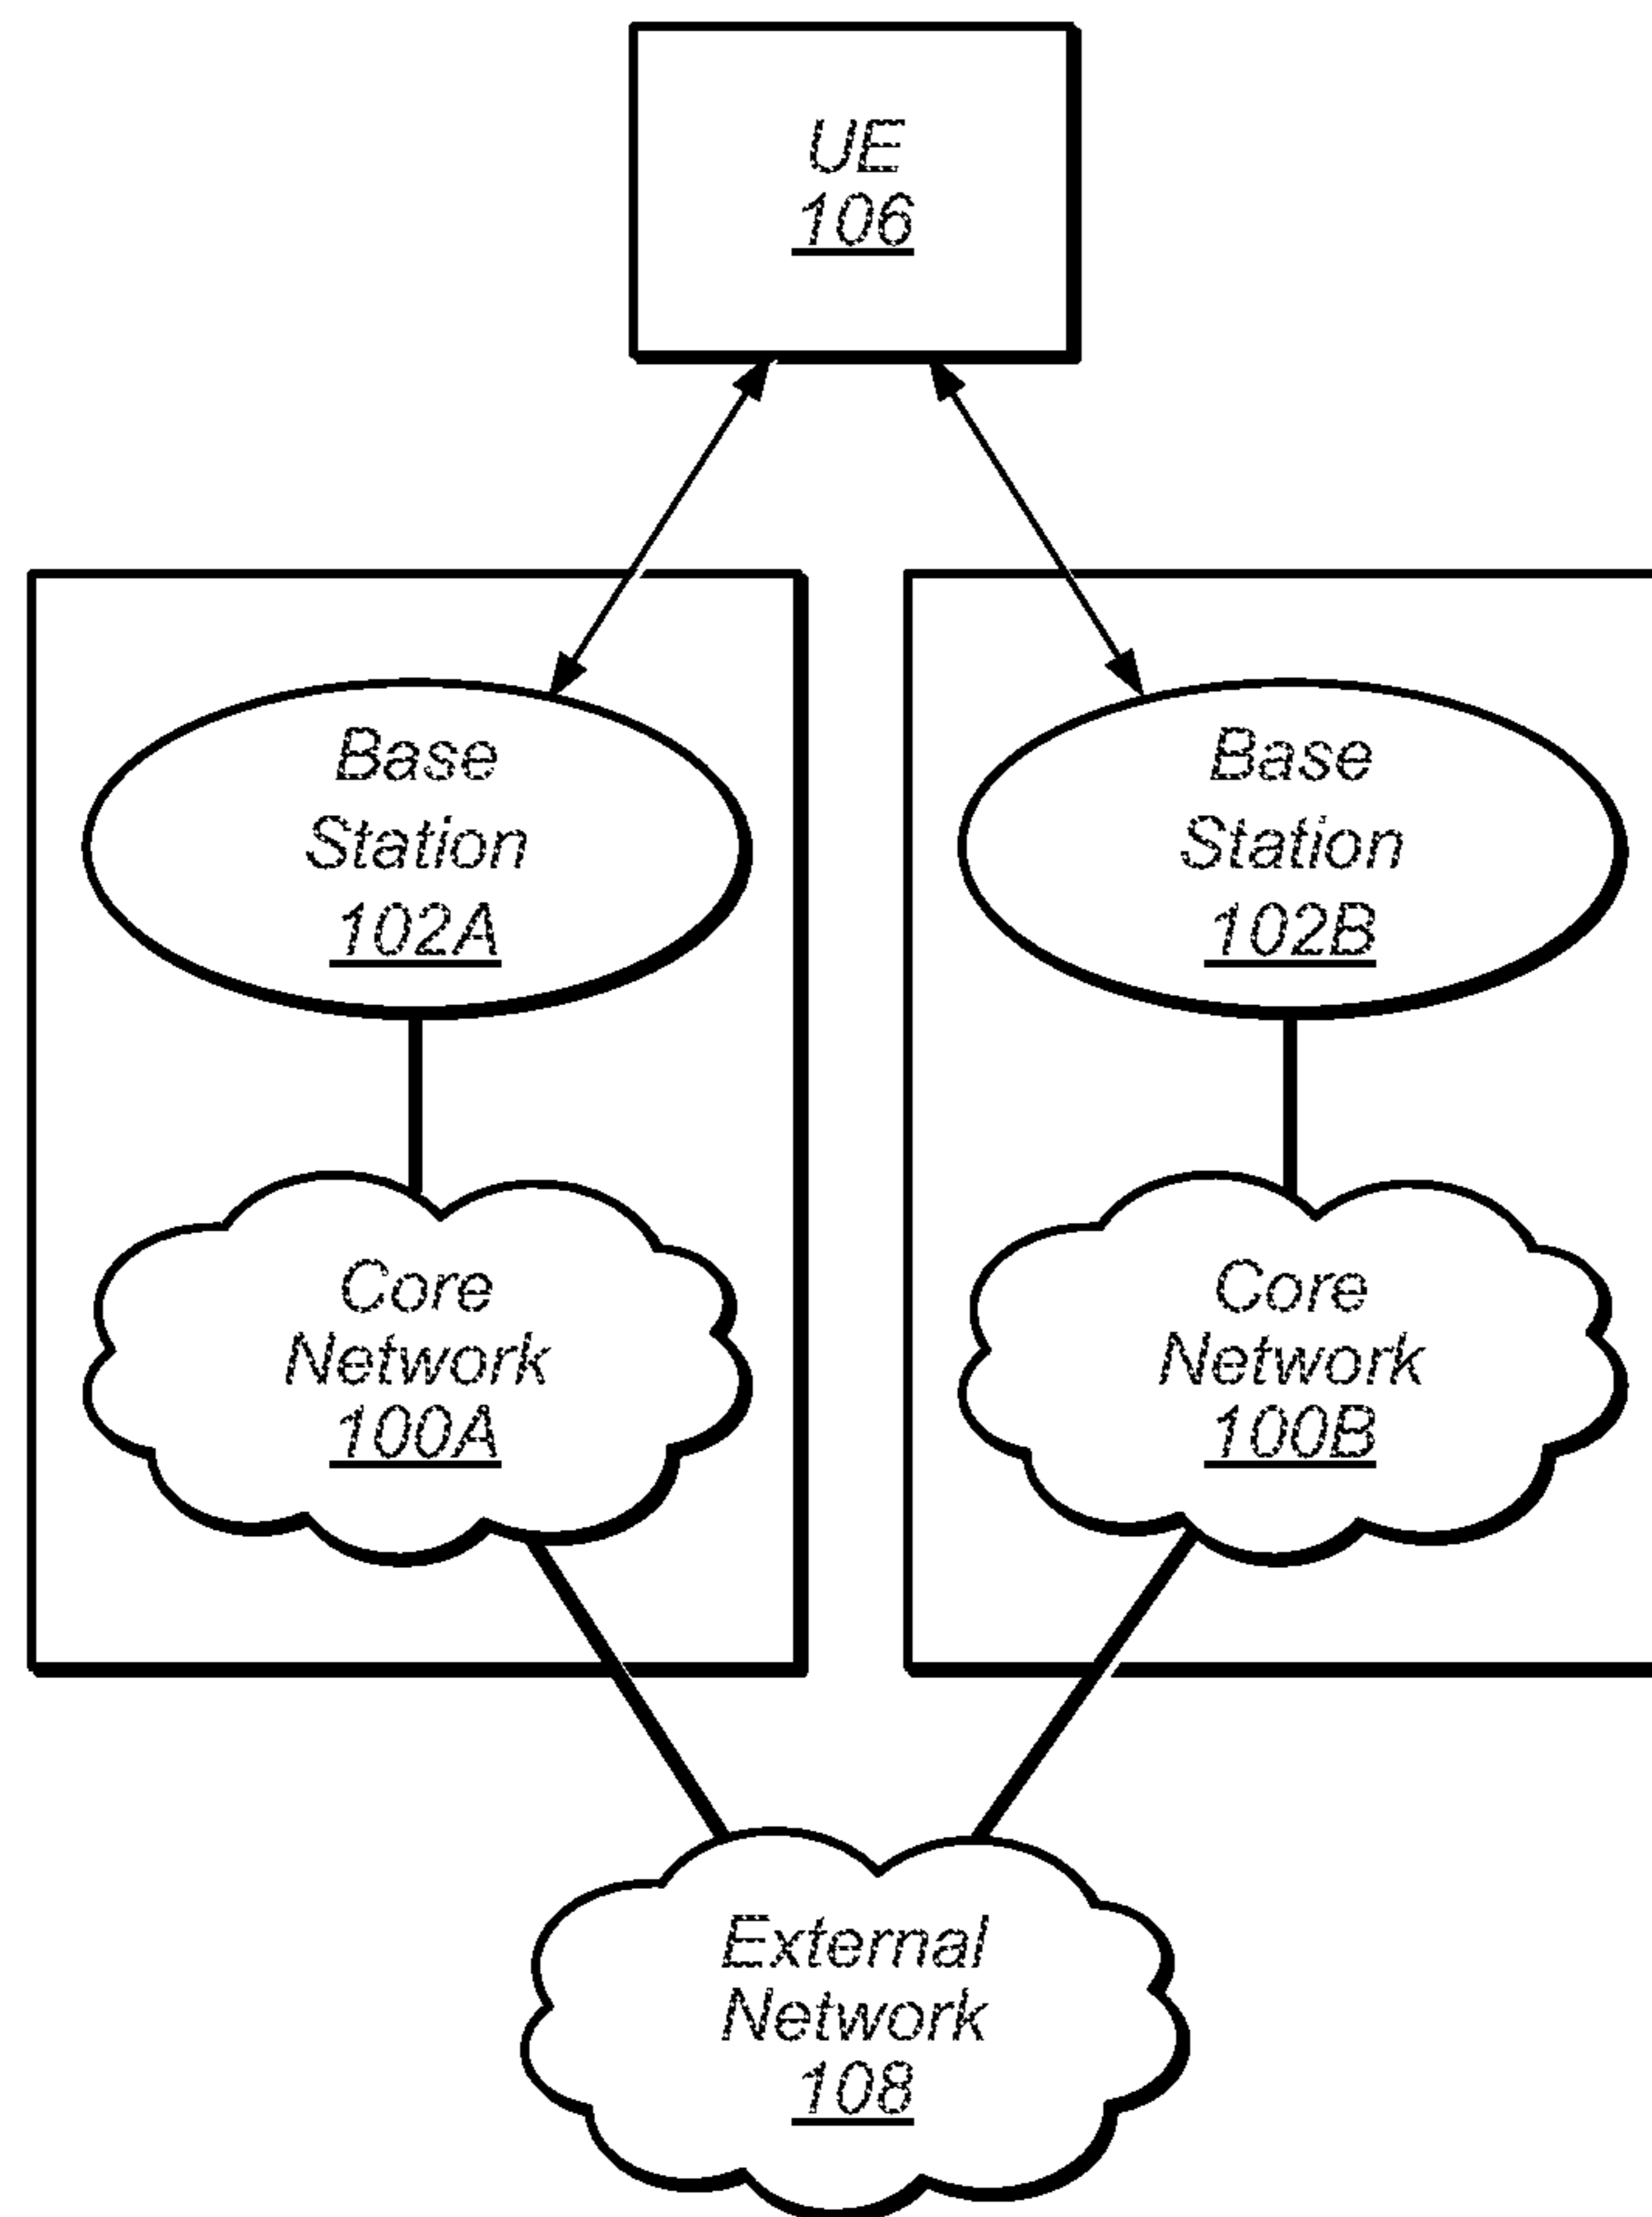 UE
106
Base
Station
102A
Base
Station
102B
Core
Network
100A
Core
Network
100B
External
Network
108